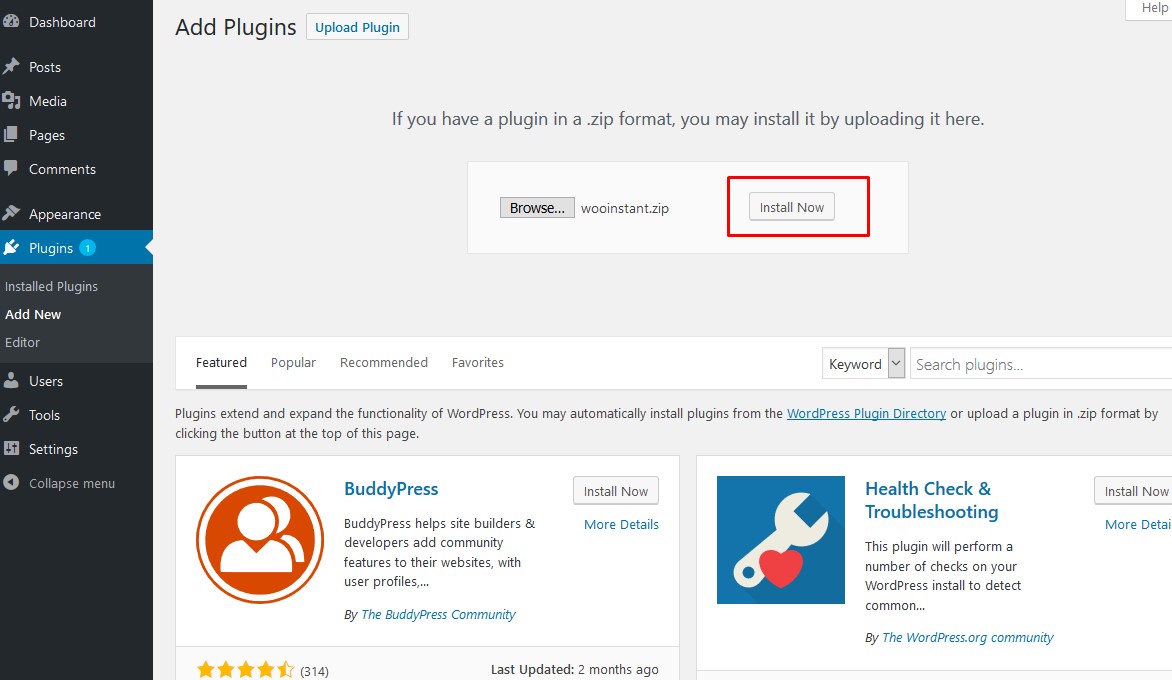 Dashboard
Posts
Media
Pages
Comments
Appearance
Plugins 1
Installed Plugins
Add New
Editor
Users
Tools
Settings
Collapse menu
Help
Add Plugins Upload Plugin
If you have a plugin in a .zip format, you may install it by uploading it here.
Browse... wooinstant.zip Install Now
Featured Popular Recommended Favorites Keyword Search plugins...
Plugins extend and expand the functionality of WordPress. You may automatically install plugins from the WordPress Plugin Directory or upload a plugin in .zip format by
clicking the button at the top of this page.
BuddyPress
Install Now
More Details
BuddyPress helps site builders &
developers add community
features to their websites, with
user profiles,...
By The BuddyPress Community
(314)
Last Updated: 2 months ago
Health Check &
Troubleshooting
Install Now
More Detai
This plugin will perform a
number of checks on your
WordPress install to detect
common...
By The WordPress.org community